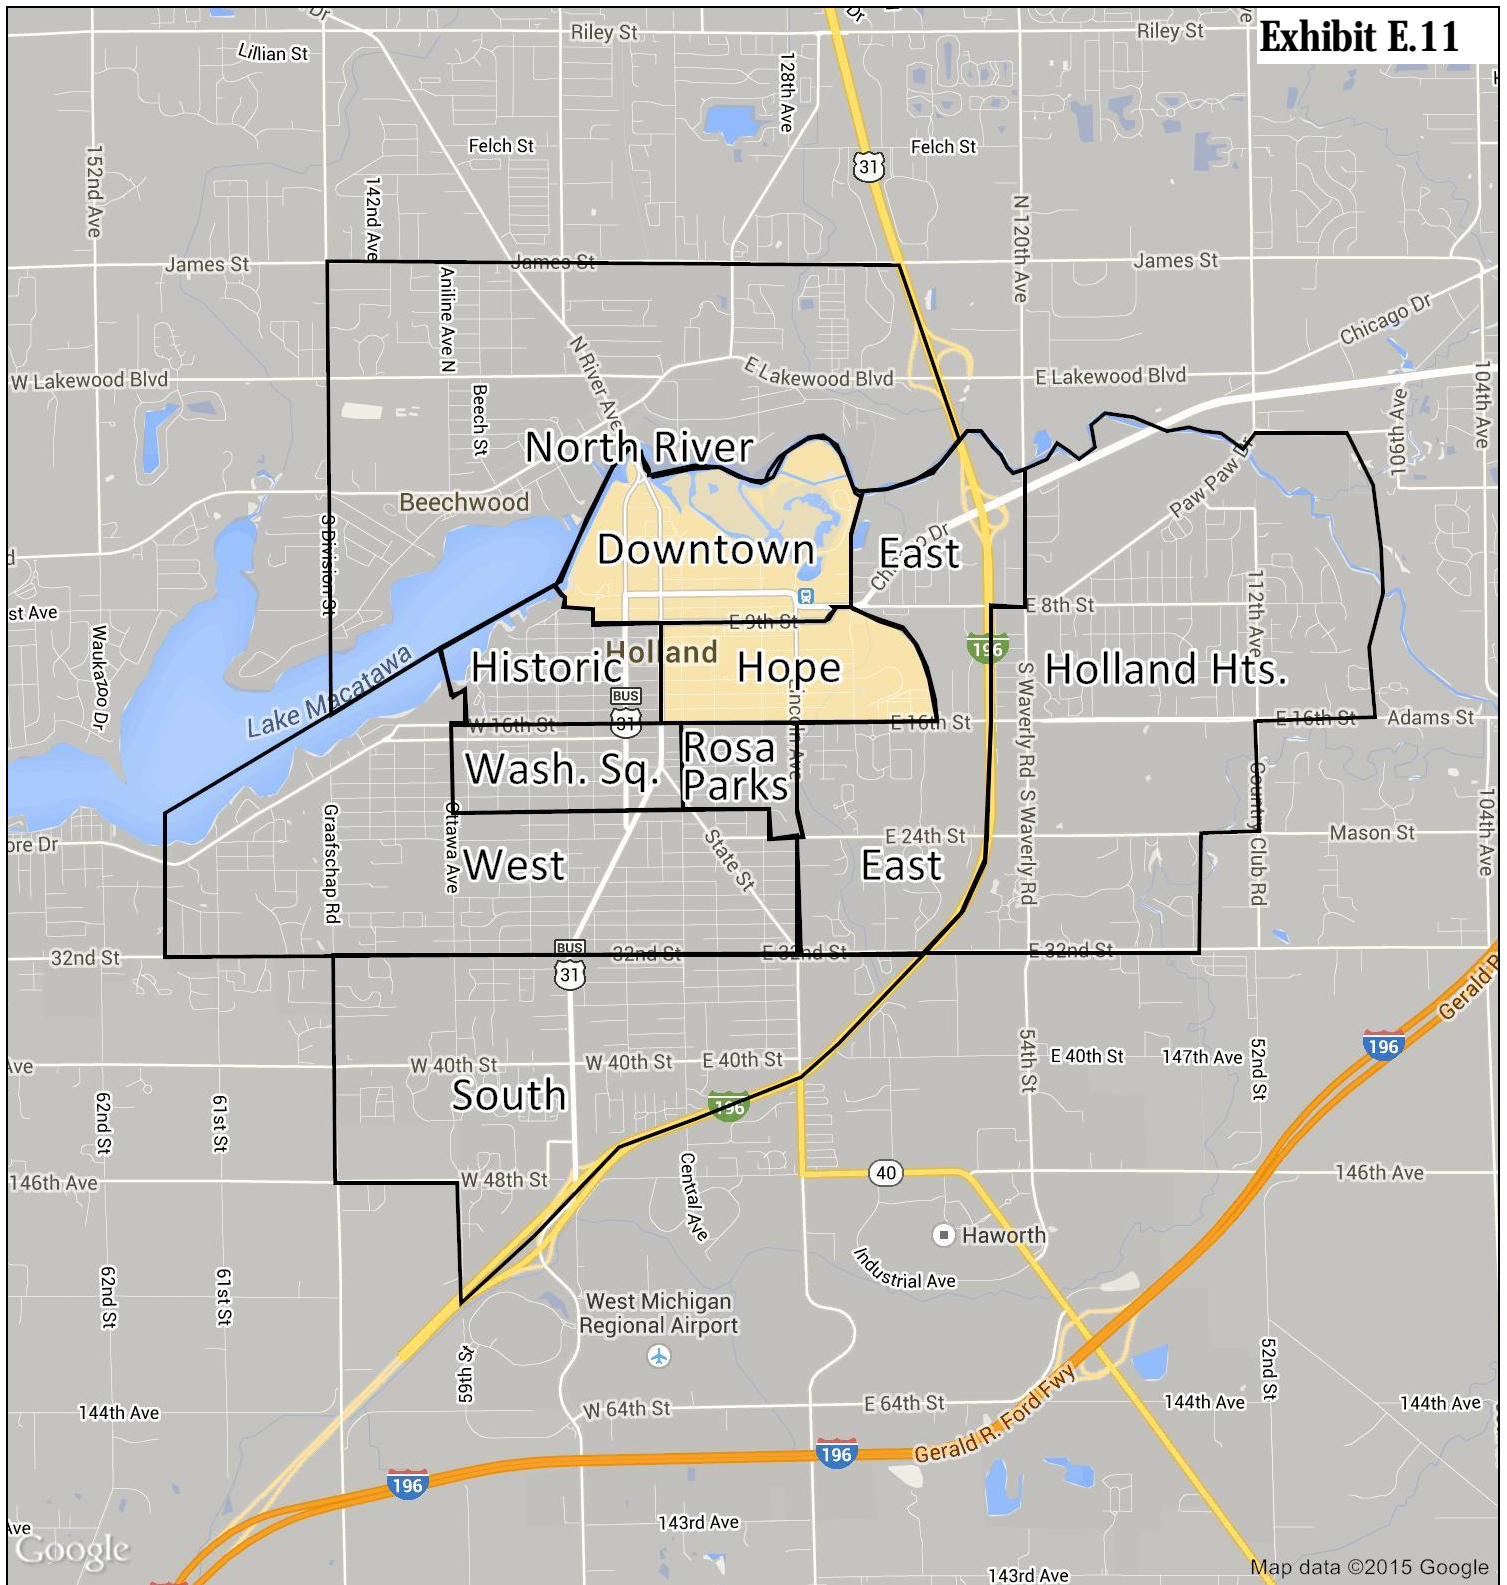 Exhibit E.11
Dr
Dr
Riley St
Riley St
Lillian St
128th Ave
Felch St
Felch St
31
152nd Ave
142nd Ave
N 120th Ave
James St
James St
James St
Aniline Ave N
Chicago Dr
N River Ave
W Lakewood Blvd
E Lakewood Blvd
E Lakewood Blvd
104th Ave
106th Ave
Beech St
North River
Paw Paw Dr
Beechwood
S Division St
Downtown
East
Chicago Dr
st Ave
E 8th St
112th Ave
E 9th St
Waukazoo Dr
Holland
196
Historic
Hope
Holland Hts.
Lake Macatawa
BUS
31
Lincoln Ave
S Waverly Rd
W 16th St
E 16th St
E 16th St
Adams St
Wash. Sq.
Rosa
Parks
S Waverly Rd
Country Club Rd
104th Ave
Graafschap Rd
Ottawa Ave
ore Dr
State St
E 24th St
Mason St
West
East
BUS
31
32nd St
32nd St
E 32nd St
E 32nd St
Gerald R
196
Ave
W 40th St
W 40th St
E 40th St
54th St
E 40th St
147th Ave
52nd St
62nd St
61st St
South
196
Central Ave
146th Ave
W 48th St
40
146th Ave
Haworth
Industrial Ave
62nd St
61st St
West Michigan
Regional Airport
59th St
52nd St
144th Ave
W 64th St
E 64th St
144th Ave
144th Ave
Gerald R. Ford Fwy
196
196
143rd Ave
Ave
Google
143rd Ave
Map data ©2015 Google